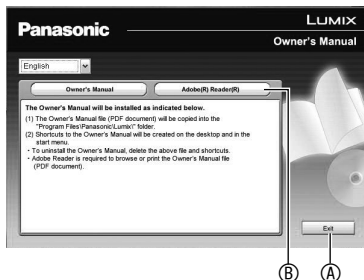 Panasonic
LUMIX
Owner's Manual
English
Owner's Manual
Adobe(R) Reader(R)
The Owner's Manual will be installed as indicated below.
(1) The Owner's Manual file (PDF document) will be copied into the
"Program Files\Panasonic\Lumix\" folder.
(2) Shortcuts to the Owner's Manual will be created on the desktop and in the
start menu.
· To uninstall the Owner's Manual, delete the above file and shortcuts.
· Adobe Reader is required to browse or print the Owner's Manual file
(PDF document).
Exit
Ⓑ Ⓐ